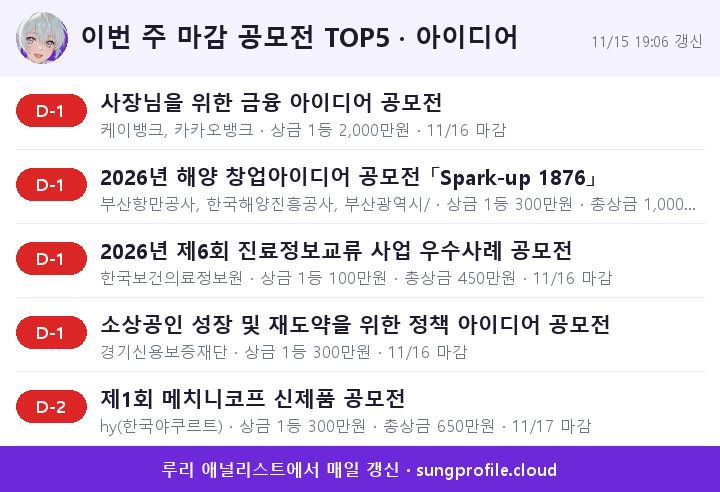 이번 주 마감 공모전 TOP5 · 아이디어
11/15 19:06 갱신
D-1
사장님을 위한 금융 아이디어 공모전
케이뱅크, 카카오뱅크 · 상금 1등 2,000만원 · 11/16 마감
D-1
2026년 해양 창업아이디어 공모전 「Spark-up 1876」
부산항만공사, 한국해양진흥공사, 부산광역시/ · 상금 1등 300만원 · 총상금 1,000...
D-1
2026년 제6회 진료정보교류 사업 우수사례 공모전
한국보건의료정보원 · 상금 1등 100만원 · 총상금 450만원 · 11/16 마감
D-1
소상공인 성장 및 재도약을 위한 정책 아이디어 공모전
경기신용보증재단 · 상금 1등 300만원 · 11/16 마감
D-2
제1회 메치니코프 신제품 공모전
hy(한국야쿠르트) · 상금 1등 300만원 · 총상금 650만원 · 11/17 마감
루리 애널리스트에서 매일 갱신 · sungprofile.cloud